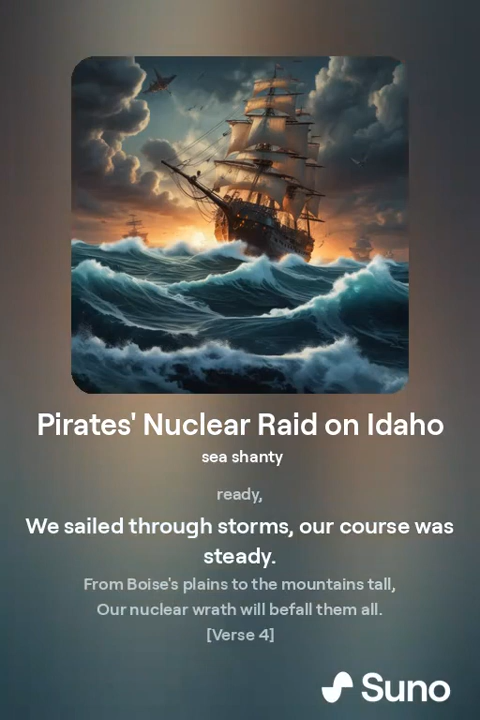 Pirates' Nuclear Raid on Idaho
sea shanty
ready,
We sailed through storms, our course was
steady.
From Boise's plains to the mountains tall,
Our nuclear wrath will befall them all.
[Verse 4]
Suno